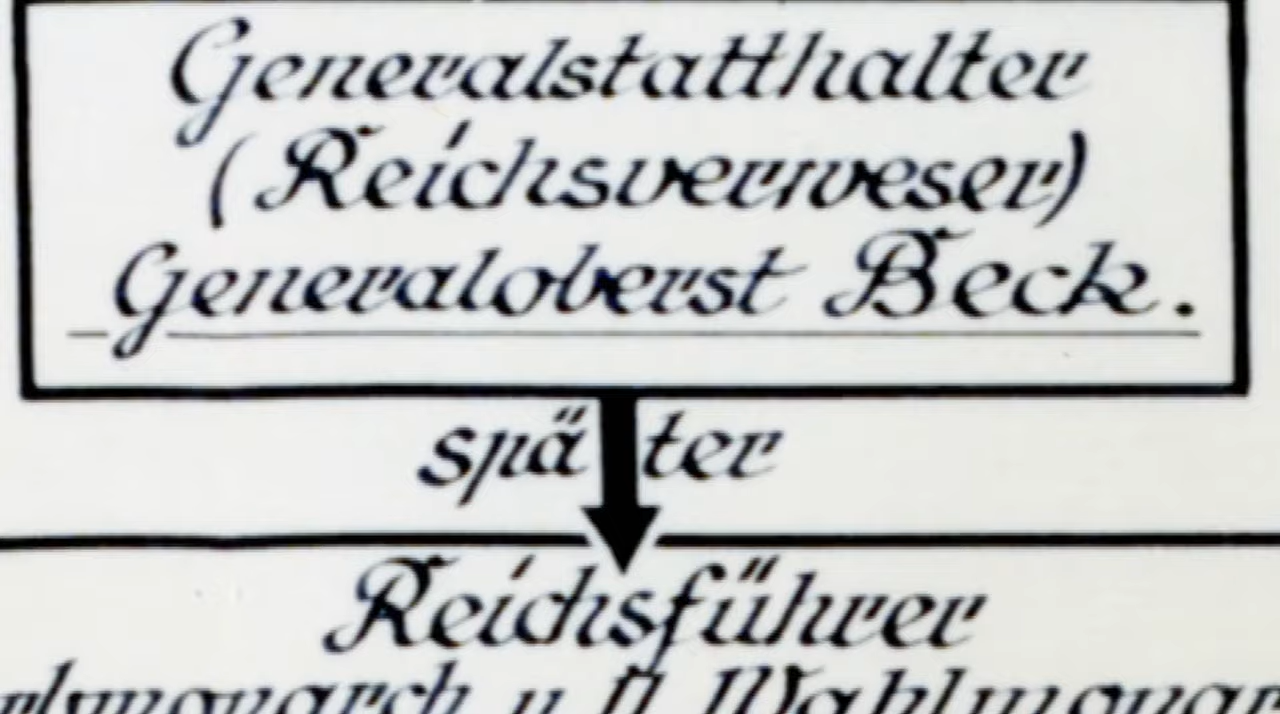 Generalstatthalter
(Reichsverweser)
Generaloberst Beck.
später
Reichsführer